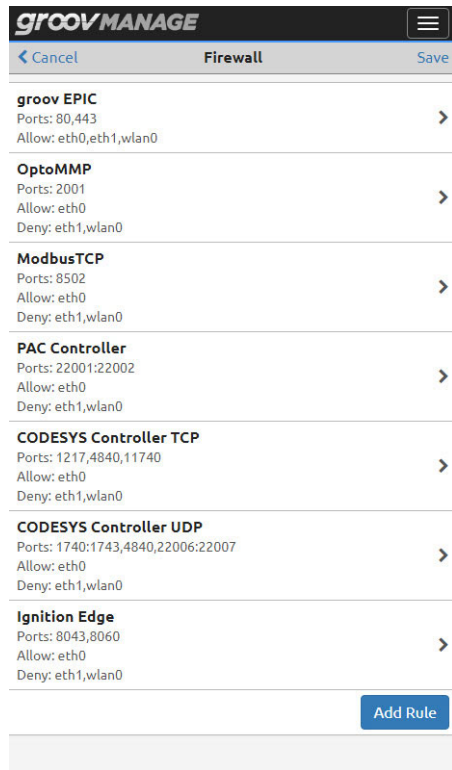 groov MANAGE
Cancel Firewall Save
groov EPIC
Ports: 80,443
Allow: eth0,eth1,wlan0
OptoMMP
Ports: 2001
Allow: eth0
Deny: eth1,wlan0
ModbusTCP
Ports: 8502
Allow: eth0
Deny: eth1,wlan0
PAC Controller
Ports: 22001:22002
Allow: eth0
Deny: eth1,wlan0
CODESYS Controller TCP
Ports: 1217,4840,11740
Allow: eth0
Deny: eth1,wlan0
CODESYS Controller UDP
Ports: 1740:1743,4840,22006:22007
Allow: eth0
Deny: eth1,wlan0
Ignition Edge
Ports: 8043,8060
Allow: eth0
Deny: eth1,wlan0
Add Rule